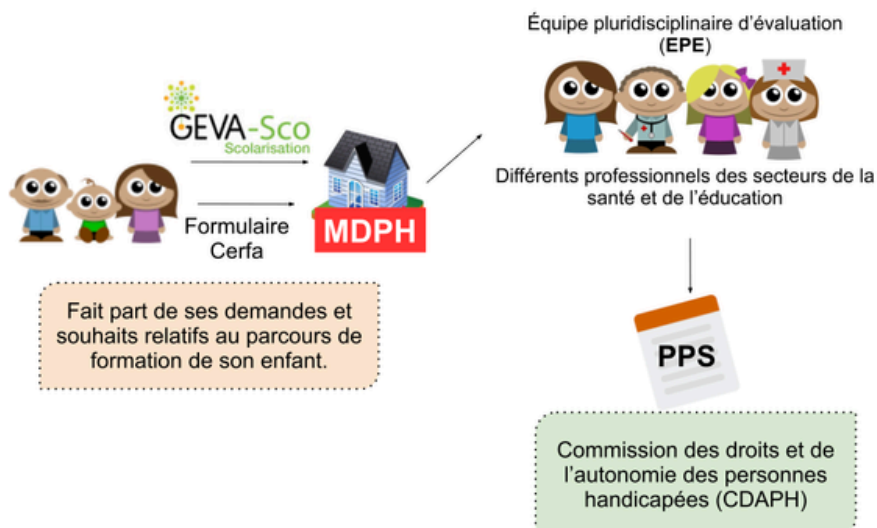 Équipe pluridisciplinaire d’évaluation
(EPE)
GEVA-Sco
Scolarisation
Formulaire
Cerfa
MDPH
Différents professionnels des secteurs de la
santé et de l’éducation
Fait part de ses demandes et
souhaits relatifs au parcours de
formation de son enfant.
PPS
Commission des droits et de
l’autonomie des personnes
handicapées (CDAPH)